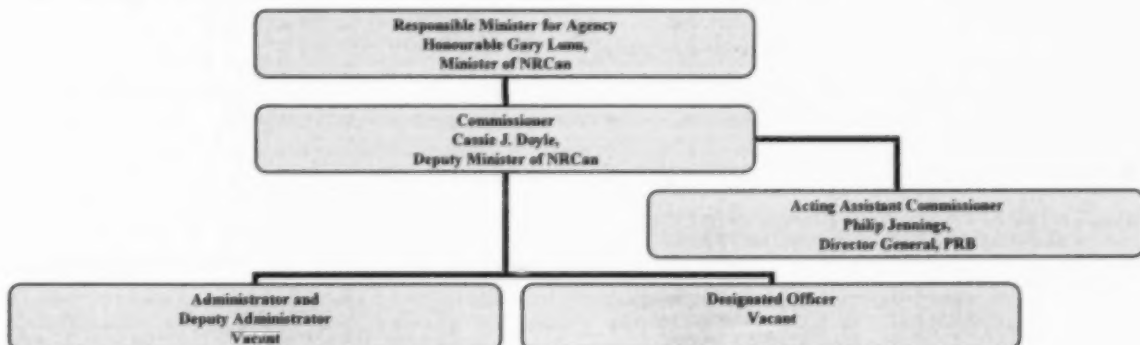 Responsible Minister for Agency
Honourable Gary Lunn,
Minister of NRCan
Commissioner
Cassie J. Doyle,
Deputy Minister of NRCan
Acting Assistant Commissioner
Philip Jennings,
Director General, PRB
Administrator and
Deputy Administrator
Vacant
Designated Officer
Vacant